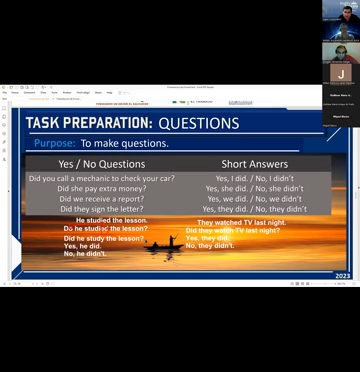 TASK PREPARATION: QUESTIONS
Purpose: To make questions.
Yes / No Questions
Short Answers
Did you call a mechanic to check your car?
Yes, I did. / No, I didn't
Did she pay extra money?
Yes, she did. / No, she didn't
Did we receive a report?
Yes, we did. / No, we didn't
Did they sign the letter?
Yes, they did. / No, they didn't
He studied the lesson.
Do he studied the lesson?
Did he study the lesson?
Yes, he did.
No, he didn't.
They watched TV last night.
Did they watch TV last night?
Yes, they did.
No, they didn't.
2023
J